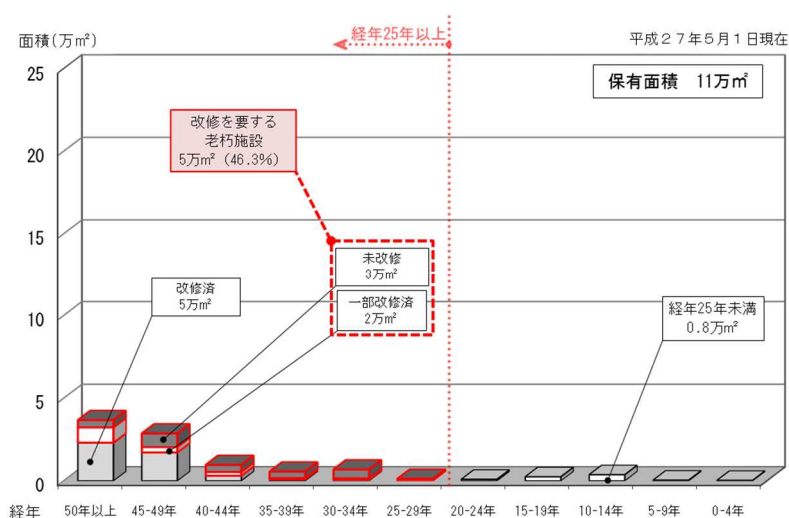 経年25年以上
面積(万㎡)
平成２７年５月１日現在
保有面積　11万㎡
25
20
15
10
5
0
改修を要する
老朽施設
5万㎡（46.3%）
未改修
3万㎡
一部改修済
2万㎡
改修済
5万㎡
経年25年未満
0.8万㎡
経年 50年以上 45-49年 40-44年 35-39年 30-34年 25-29年 20-24年 15-19年 10-14年 5-9年 0-4年